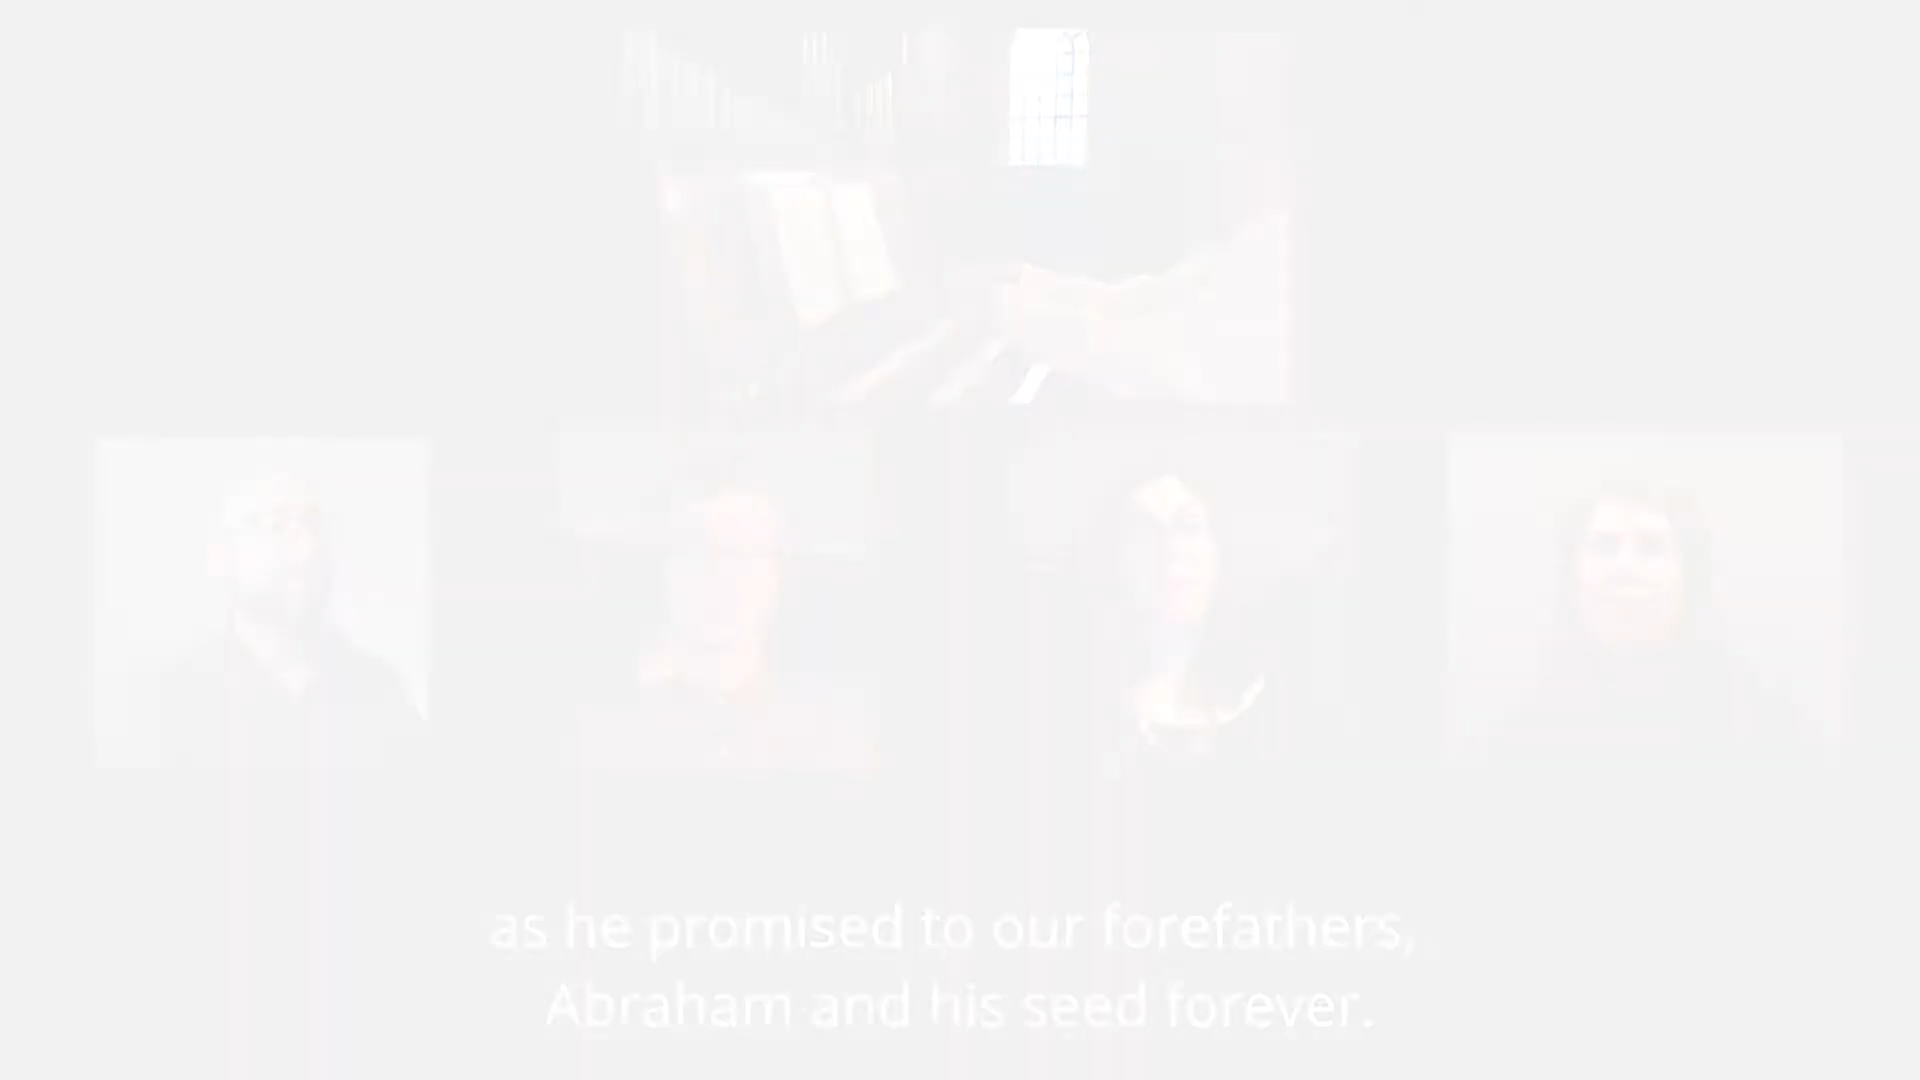 as he promised to our forefathers,
Abraham and his seed forever.